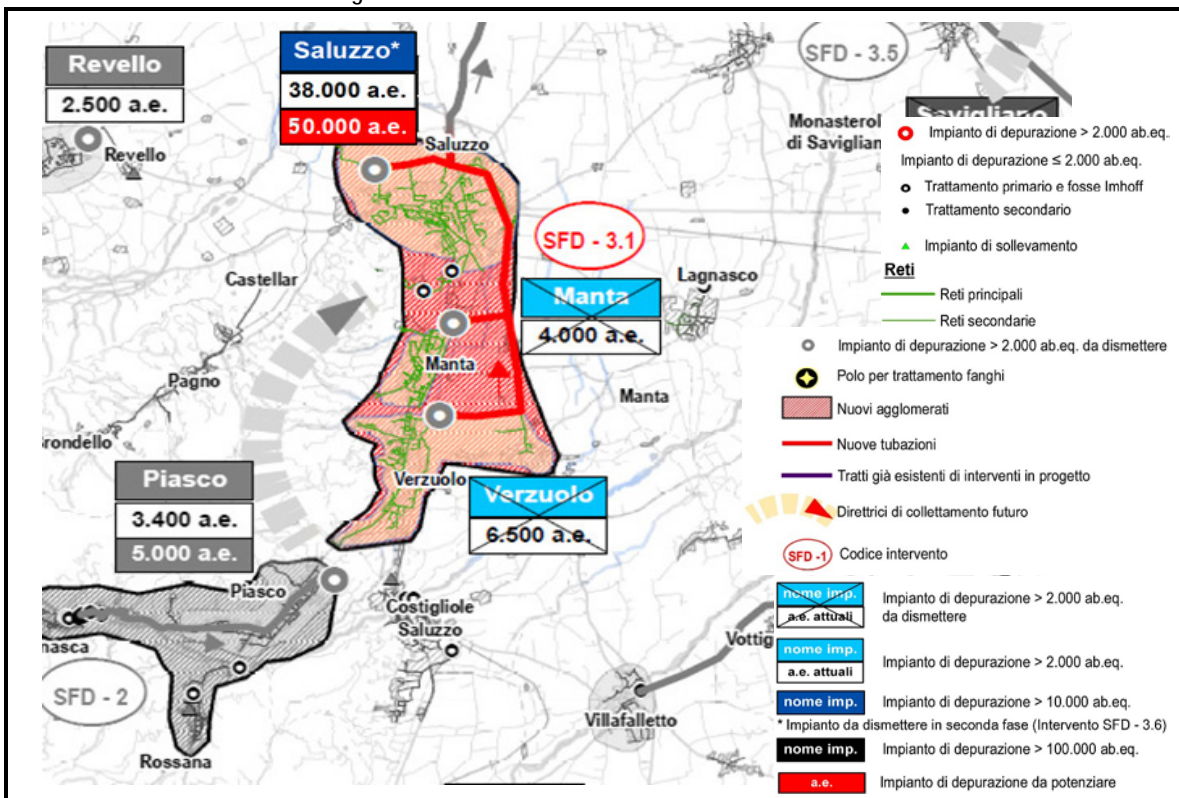 Revello
2.500 a.e.
Revello
Saluzzo*
38.000 a.e.
50.000 a.e.
Saluzzo
SFD - 3.5
Savigliano
Monasterol
di Saviglian
SFD - 3.1
Castellar
Lagnasco
Manta
4.000 a.e.
Manta
Manta
Pagno
rondello
Piasco
3.400 a.e.
5.000 a.e.
Verzuolo
Verzuolo
6.500 a.e.
Piasco
Costigliole
Saluzzo
nasca
SFD - 2
Rossana
Villafalletto
Vottig
Impianto di depurazione > 2.000 ab.eq.
Impianto di depurazione ≤ 2.000 ab.eq.
Trattamento primario e fosse Imhoff
Trattamento secondario
Impianto di sollevamento
Reti
Reti principali
Reti secondarie
Impianto di depurazione > 2.000 ab.eq. da dismettere
Polo per trattamento fanghi
Nuovi agglomerati
Nuove tubazioni
Tratti già esistenti di interventi in progetto
Direttrici di collettamento futuro
SFD -1 Codice intervento
nome imp.
a.e. attuali
Impianto di depurazione > 2.000 ab.eq.
da dismettere
nome imp.
a.e. attuali
Impianto di depurazione > 2.000 ab.eq.
nome imp. Impianto di depurazione > 10.000 ab.eq.
* Impianto da dismettere in seconda fase (Intervento SFD - 3.6)
nome imp. Impianto di depurazione > 100.000 ab.eq.
a.e. Impianto di depurazione da potenziare